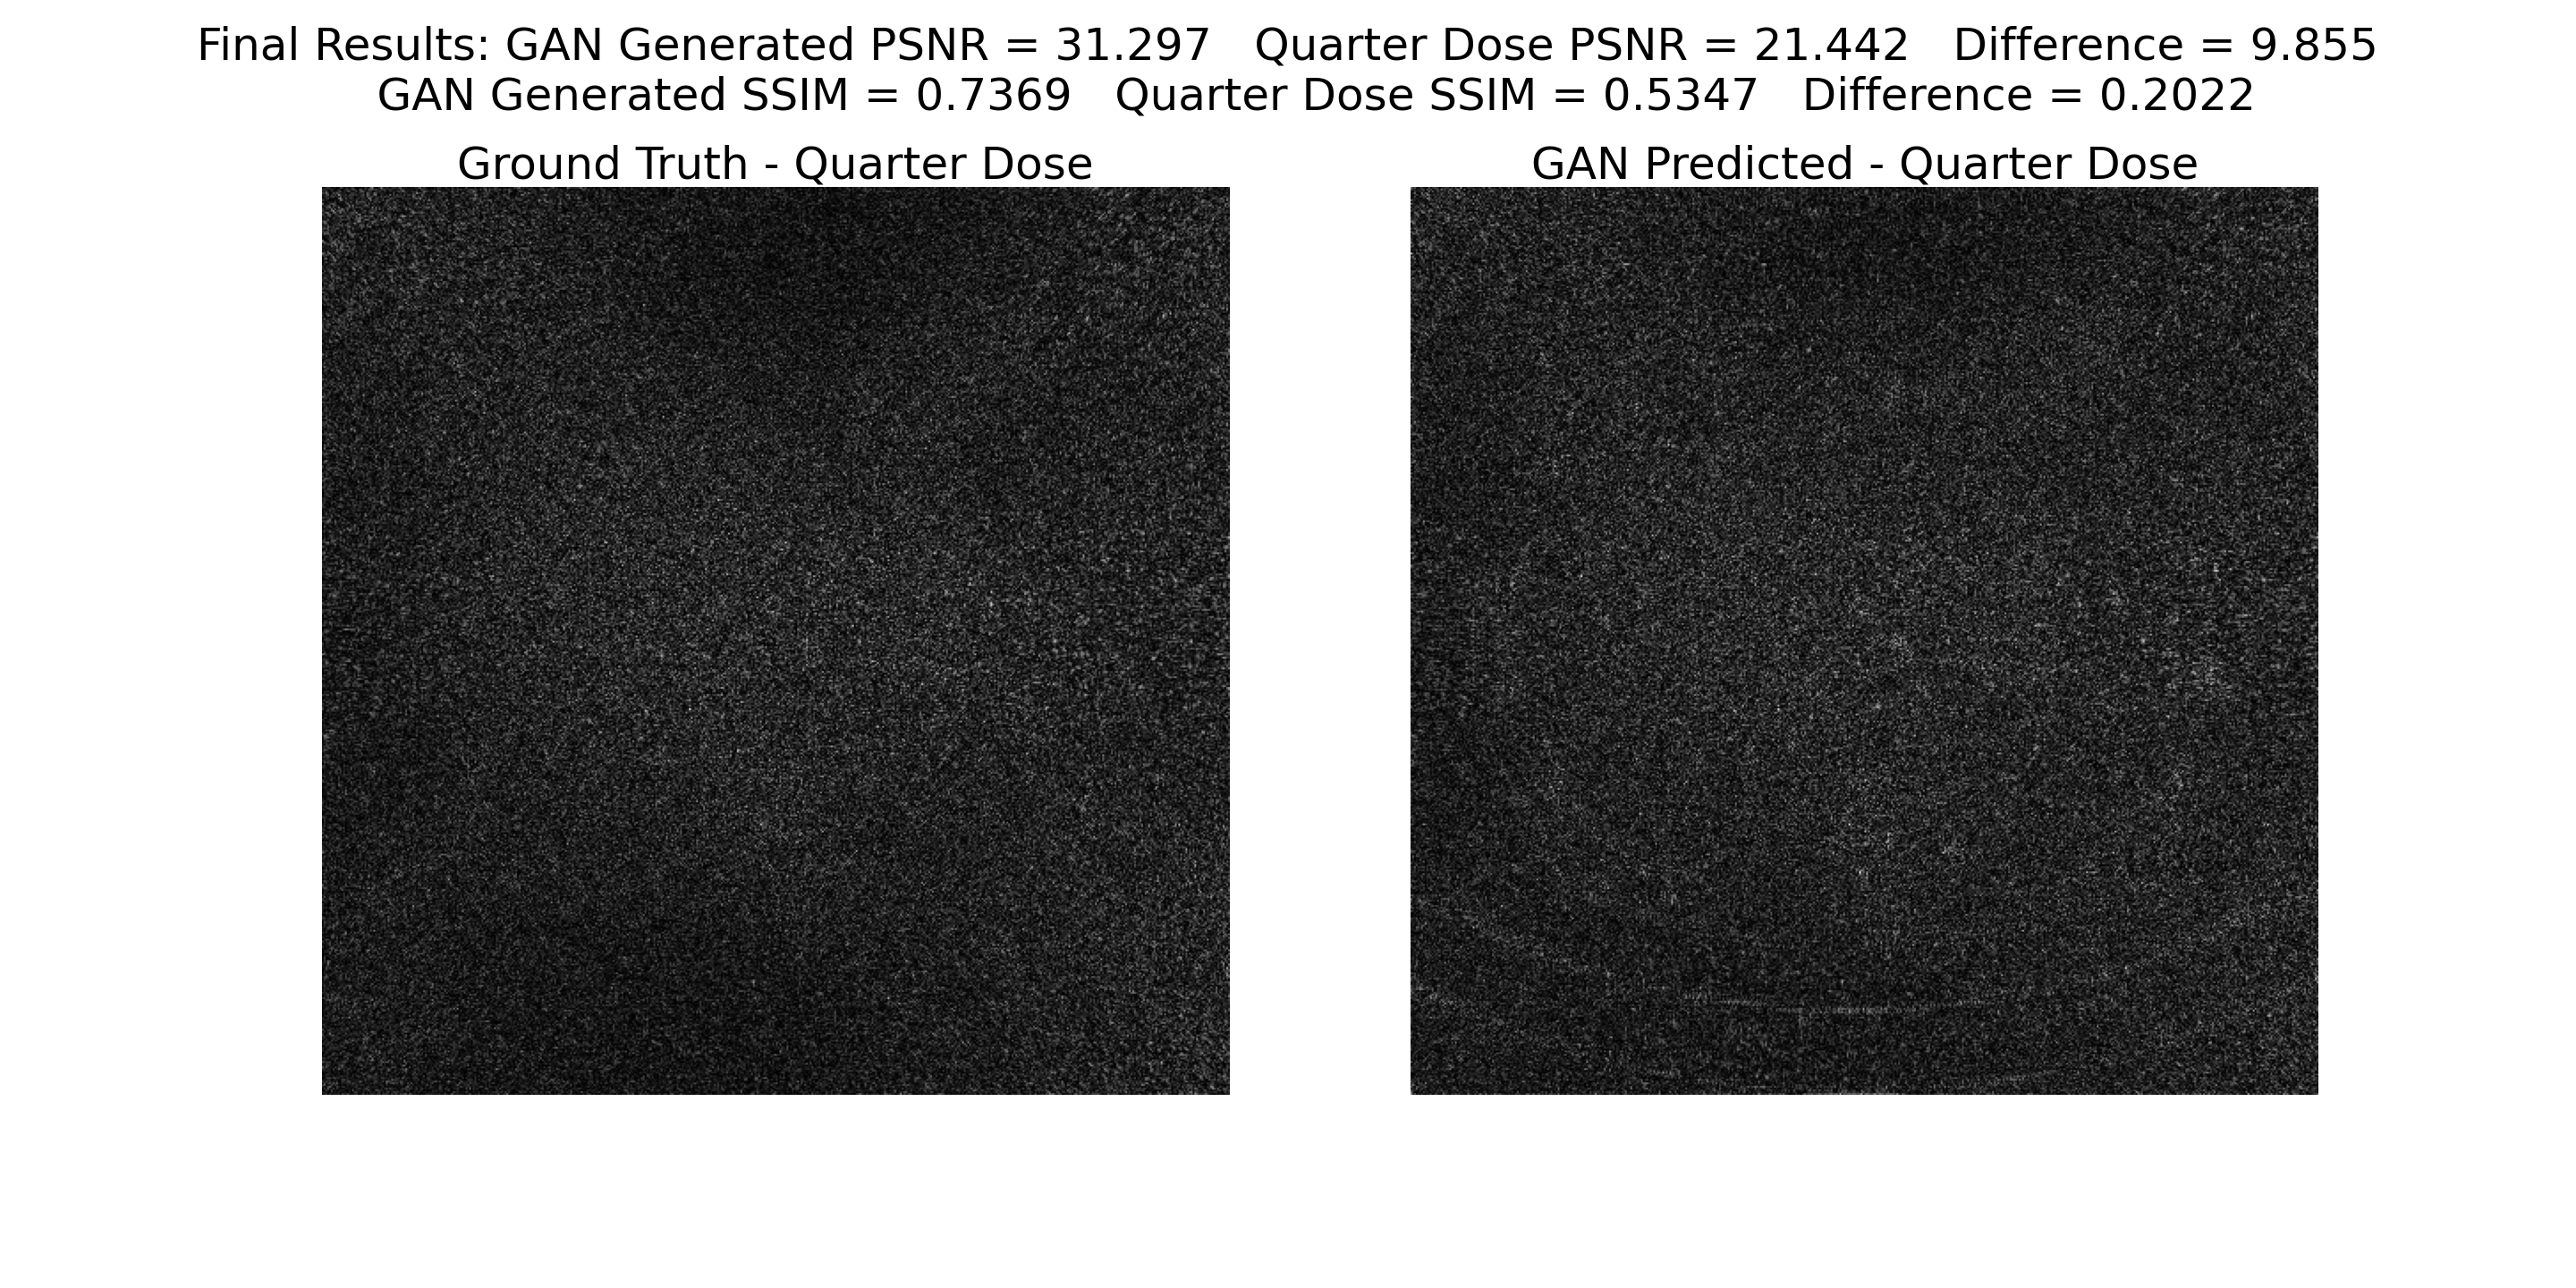 Final Results: GAN Generated PSNR = 31.297   Quarter Dose PSNR = 21.442   Difference = 9.855
GAN Generated SSIM = 0.7369   Quarter Dose SSIM = 0.5347   Difference = 0.2022
Ground Truth - Quarter Dose
GAN Predicted - Quarter Dose